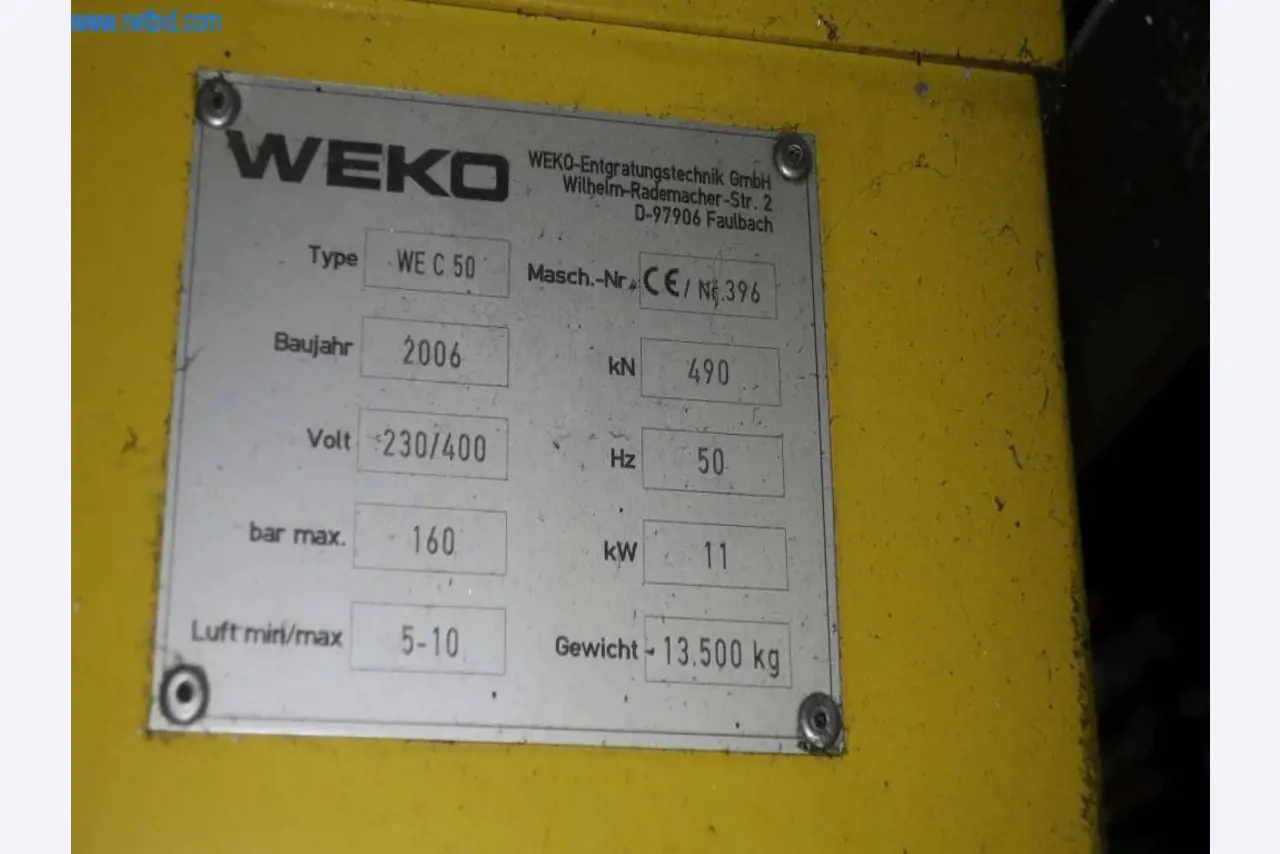 www.netbid.com
WEKO
WEKO-Entgratungstechnik GmbH
Wilhelm-Rademacher-Str. 2
D-97906 Faulbach
Type WE C 50 Masch.-Nr. CE / Nr.396
Baujahr 2006 kN 490
Volt 230/400 Hz 50
bar max. 160 kW 11
Luft min/max 5-10 Gewicht 13.500 kg